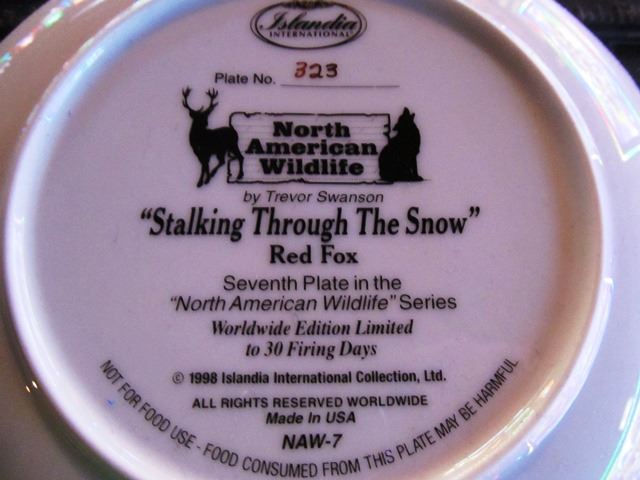 Islandia
INTERNATIONAL®
Plate No. 323
North
American
Wildlife
by Trevor Swanson
"Stalking Through The Snow"
Red Fox
Seventh Plate in the
"North American Wildlife" Series
Worldwide Edition Limited
to 30 Firing Days
© 1998 Islandia International Collection, Ltd.
ALL RIGHTS RESERVED WORLDWIDE
Made In USA
NAW-7
NOT FOR FOOD USE - FOOD CONSUMED FROM THIS PLATE MAY BE HARMFUL